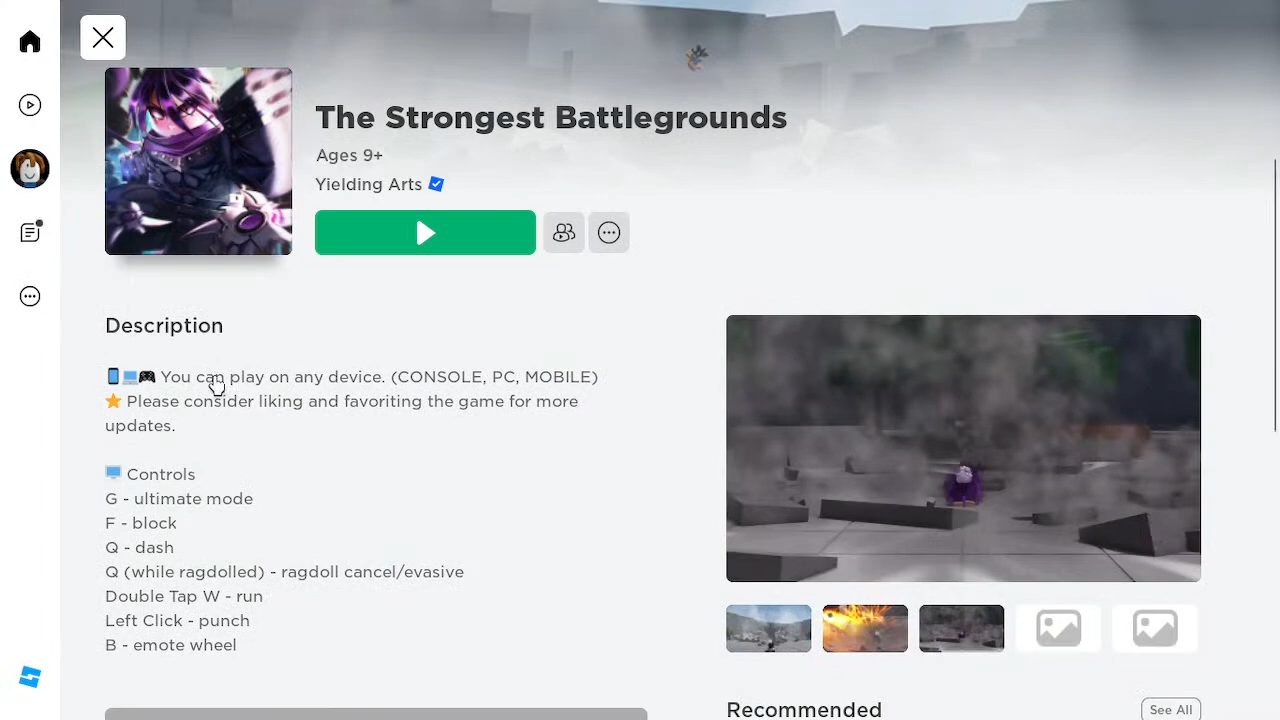 The Strongest Battlegrounds
Ages 9+
Yielding Arts
Description
📱💻🎮 You can play on any device. (CONSOLE, PC, MOBILE)
⭐ Please consider liking and favoriting the game for more
updates.
🖥️ Controls
G - ultimate mode
F - block
Q - dash
Q (while ragdolled) - ragdoll cancel/evasive
Double Tap W - run
Left Click - punch
B - emote wheel
Recommended
See All